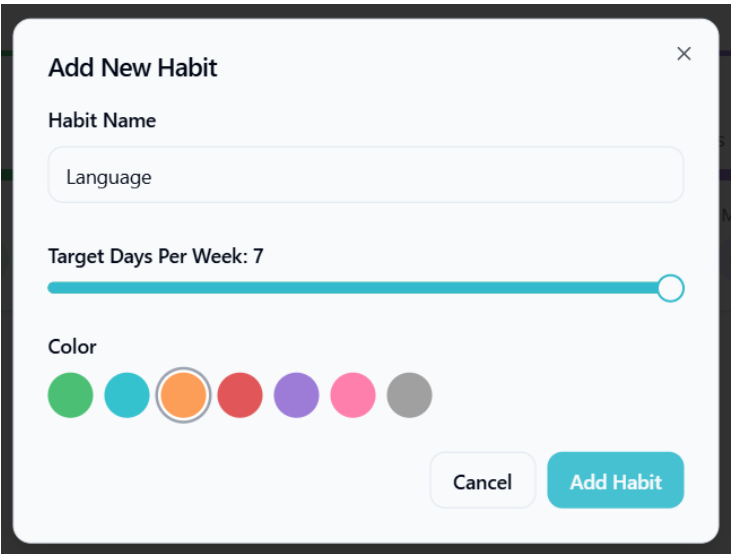 Add New Habit
Habit Name
Language
Target Days Per Week: 7
Color
Cancel
Add Habit